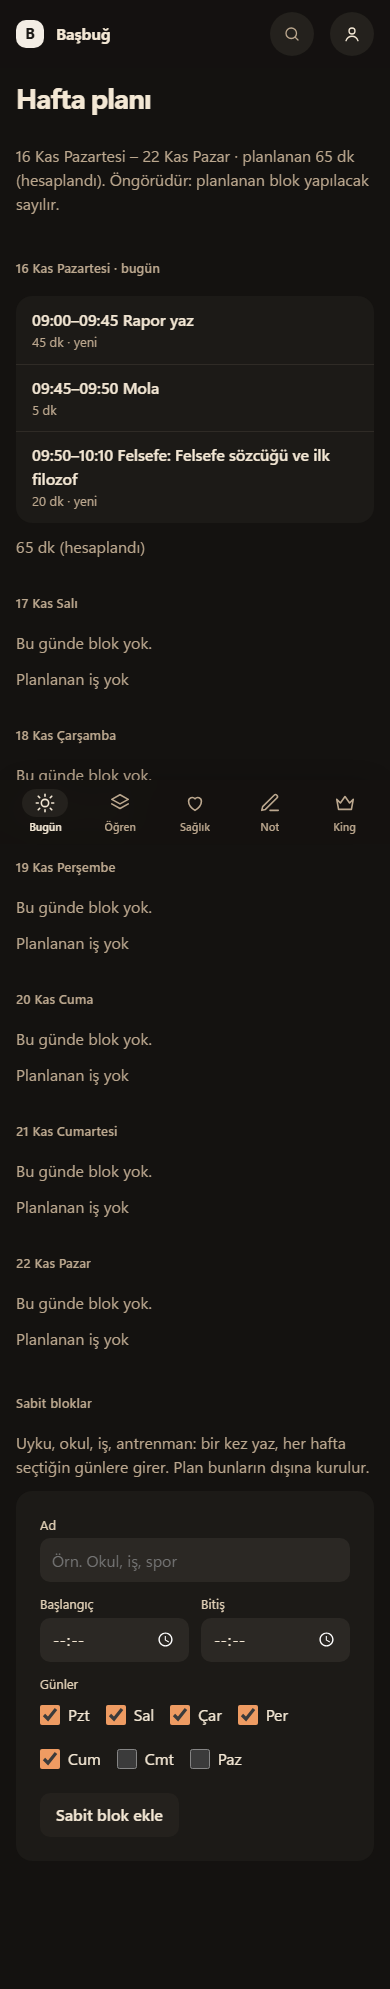 B Başbuğ
Hafta planı
16 Kas Pazartesi – 22 Kas Pazar · planlanan 65 dk
(hesaplandı). Öngörüdür: planlanan blok yapılacak
sayılır.
16 Kas Pazartesi · bugün
09:00–09:45 Rapor yaz
45 dk · yeni
09:45–09:50 Mola
5 dk
09:50–10:10 Felsefe: Felsefe sözcüğü ve ilk
filozof
20 dk · yeni
65 dk (hesaplandı)
17 Kas Salı
Bu günde blok yok.
Planlanan iş yok
18 Kas Çarşamba
Bu günde blok yok.
Bugün Öğren Sağlık Not King
19 Kas Perşembe
Bu günde blok yok.
Planlanan iş yok
20 Kas Cuma
Bu günde blok yok.
Planlanan iş yok
21 Kas Cumartesi
Bu günde blok yok.
Planlanan iş yok
22 Kas Pazar
Bu günde blok yok.
Planlanan iş yok
Sabit bloklar
Uyku, okul, iş, antrenman: bir kez yaz, her hafta
seçtiğin günlere girer. Plan bunların dışına kurulur.
Ad
Örn. Okul, iş, spor
Başlangıç Bitiş
--:-- --:--
Günler
Pzt Sal Çar Per
Cum Cmt Paz
Sabit blok ekle